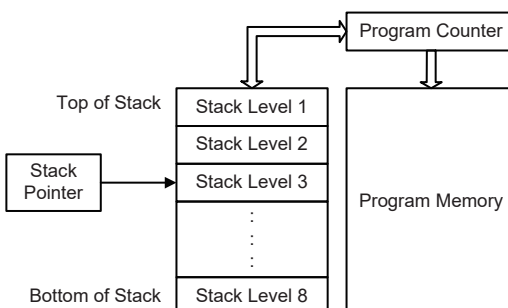 Program Counter
Top of Stack
Stack Level 1
Stack Level 2
Stack
Pointer
Stack Level 3
Program Memory
:
:
:
Bottom of Stack
Stack Level 8